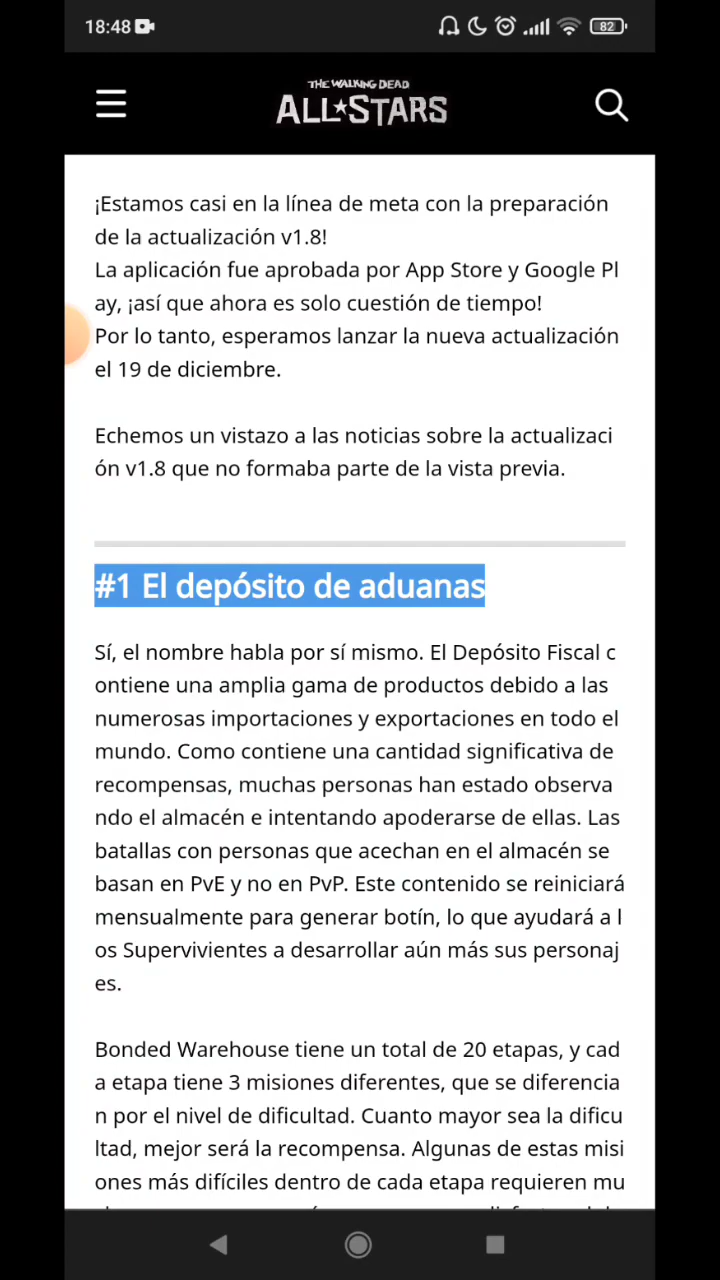 18:48
82
THE WALKING DEAD
ALL★STARS
¡Estamos casi en la línea de meta con la preparación
de la actualización v1.8!
La aplicación fue aprobada por App Store y Google Pl
ay, ¡así que ahora es solo cuestión de tiempo!
Por lo tanto, esperamos lanzar la nueva actualización
el 19 de diciembre.
Echemos un vistazo a las noticias sobre la actualizaci
ón v1.8 que no formaba parte de la vista previa.
#1 El depósito de aduanas
Sí, el nombre habla por sí mismo. El Depósito Fiscal c
ontiene una amplia gama de productos debido a las
numerosas importaciones y exportaciones en todo el
mundo. Como contiene una cantidad significativa de
recompensas, muchas personas han estado observa
ndo el almacén e intentando apoderarse de ellas. Las
batallas con personas que acechan en el almacén se
basan en PvE y no en PvP. Este contenido se reiniciará
mensualmente para generar botín, lo que ayudará a l
os Supervivientes a desarrollar aún más sus personaj
es.
Bonded Warehouse tiene un total de 20 etapas, y cad
a etapa tiene 3 misiones diferentes, que se diferencia
n por el nivel de dificultad. Cuanto mayor sea la dificu
ltad, mejor será la recompensa. Algunas de estas misi
ones más difíciles dentro de cada etapa requieren mu